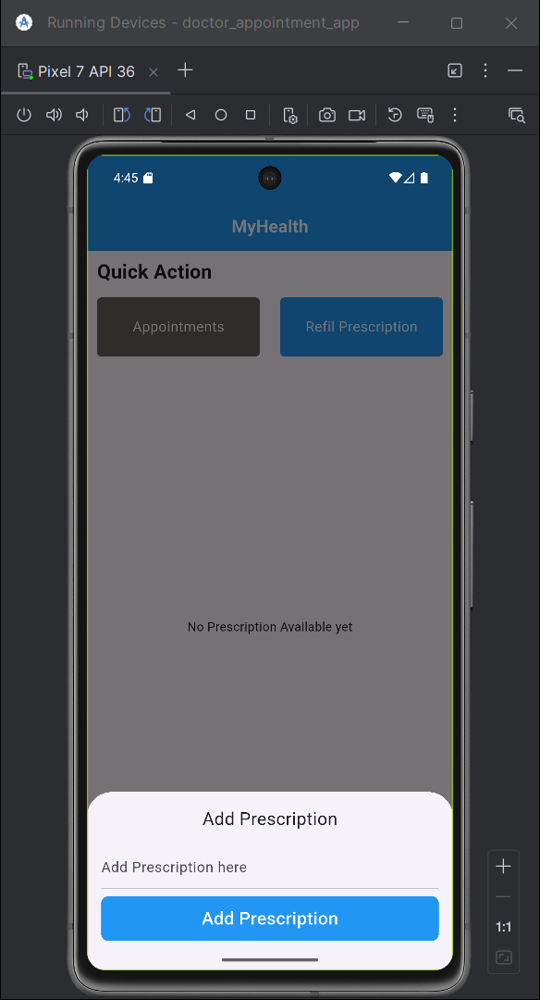 Running Devices - doctor_appointment_app
Pixel 7 API 36
4:45
MyHealth
Quick Action
Appointments
Refil Prescription
No Prescription Available yet
Add Prescription
Add Prescription here
Add Prescription
1:1